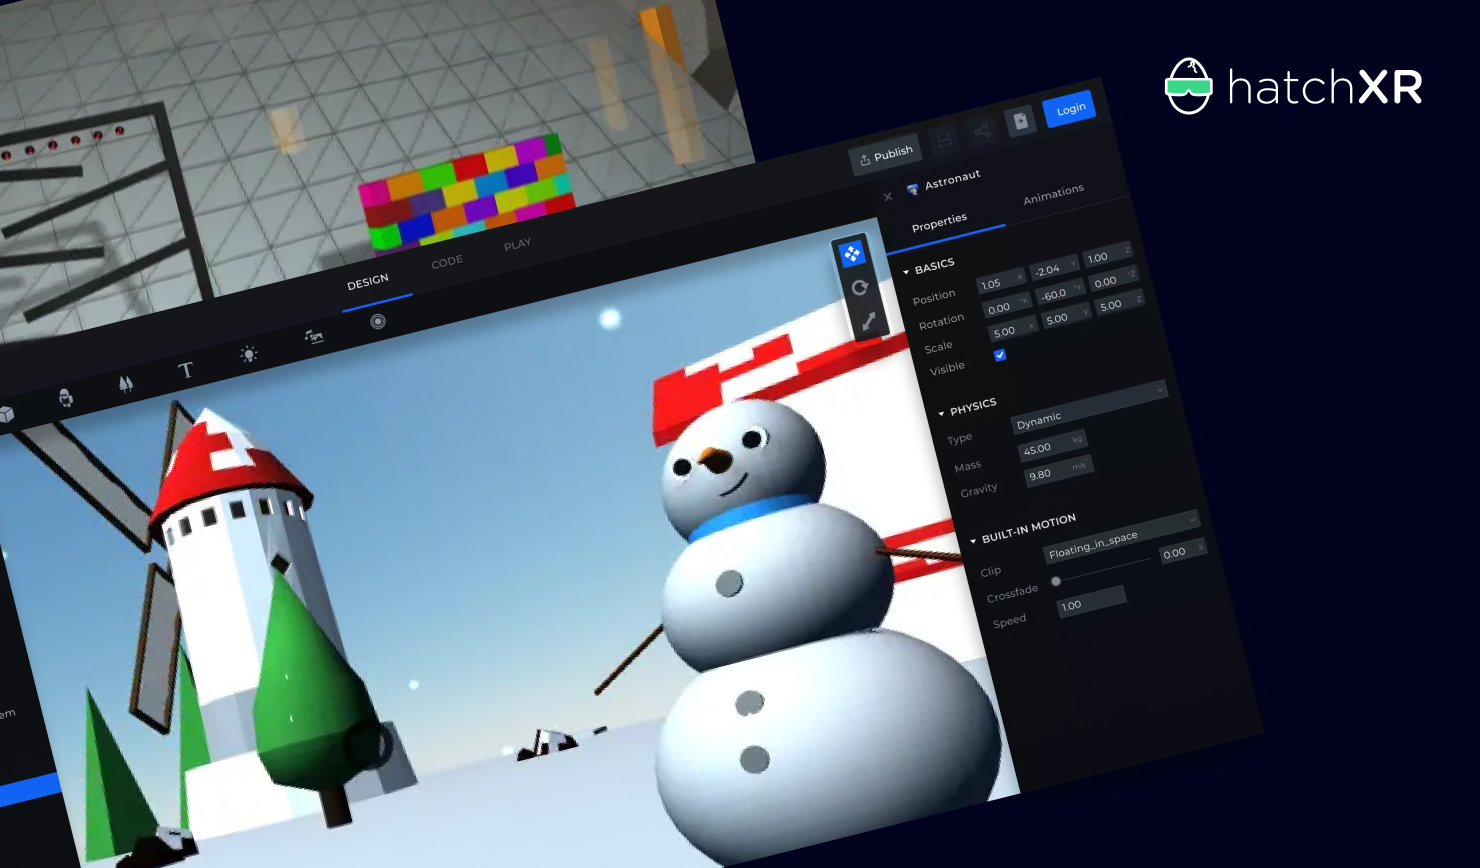 hatchXR
Login
Publish
Astronaut
Properties
Animations
DESIGN
CODE
PLAY
T
BASICS
Position 1.05 X -2.04 Y 1.00 Z
Rotation 0.00 °X -60.0 °Y 0.00 °Z
Scale 5.00 X 5.00 Y 5.00 Z
Visible
PHYSICS
Type Dynamic
Mass 45.00 kg
Gravity 9.80 m/s
BUILT-IN MOTION
Clip Floating_in_space
Crossfade 0.00 s
Speed 1.00
em